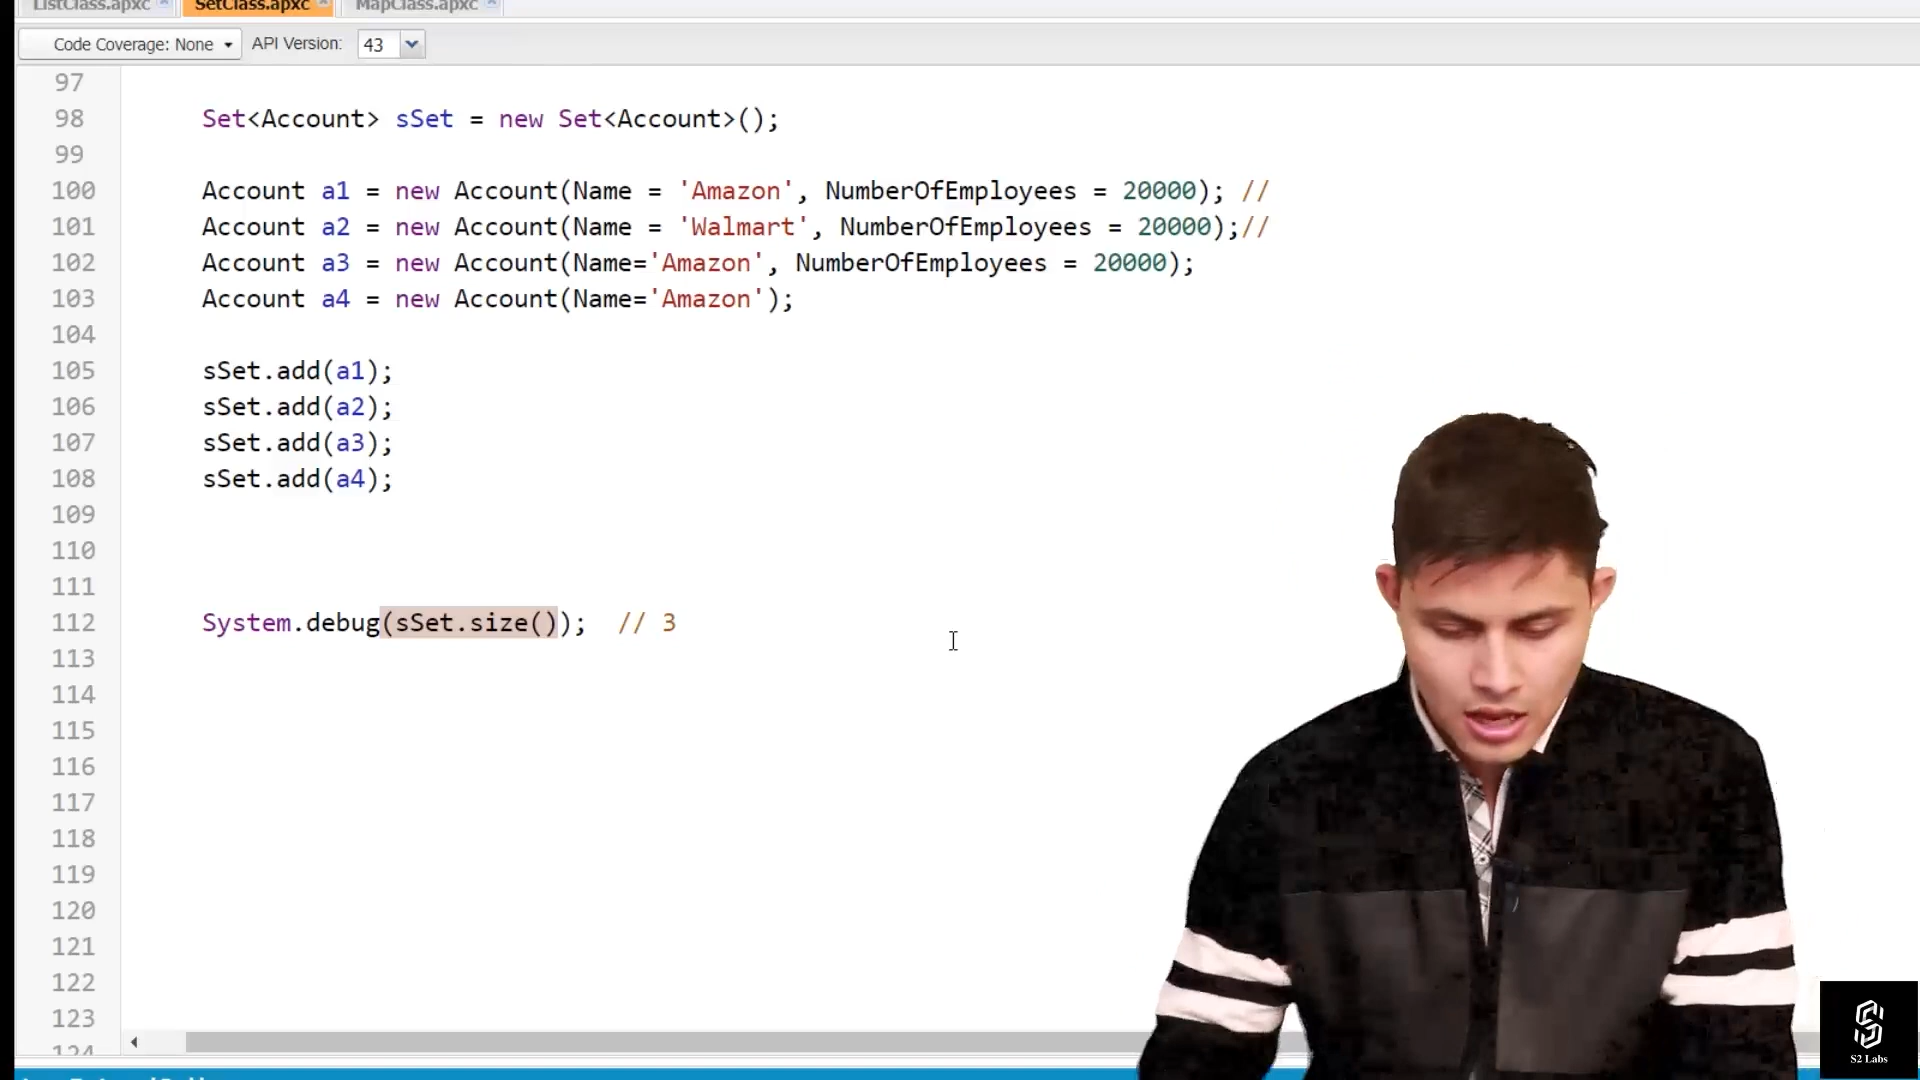 ListClass.apxc SetClass.apxc MapClass.apxc
Code Coverage: None API Version: 43
97
98 Set<Account> sSet = new Set<Account>();
99
100 Account a1 = new Account(Name = 'Amazon', NumberOfEmployees = 20000); //
101 Account a2 = new Account(Name = 'Walmart', NumberOfEmployees = 20000);//
102 Account a3 = new Account(Name='Amazon', NumberOfEmployees = 20000);
103 Account a4 = new Account(Name='Amazon');
104
105 sSet.add(a1);
106 sSet.add(a2);
107 sSet.add(a3);
108 sSet.add(a4);
109
110
111
112 System.debug(sSet.size()); // 3
113
114
115
116
117
118
119
120
121
122
123
124
S2 Labs